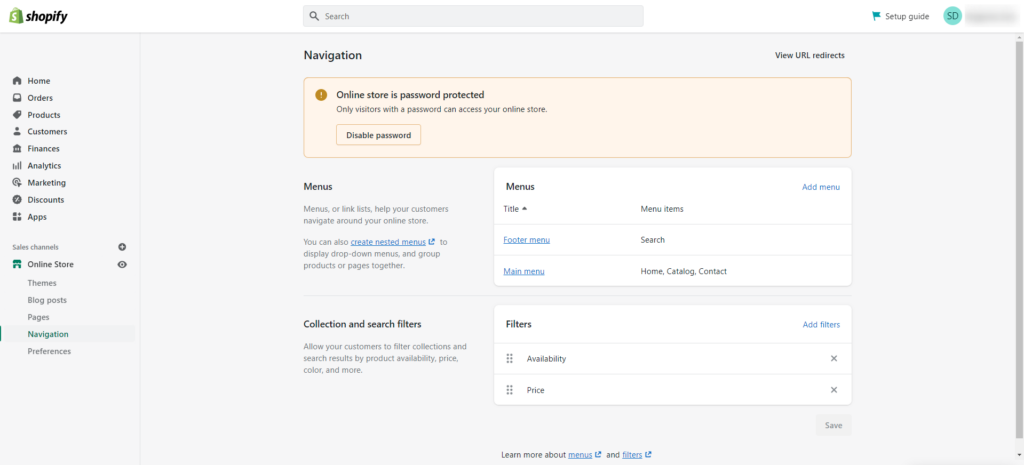 shopify
Search
Setup guide
SD
Home
Orders
Products
Customers
Finances
Analytics
Marketing
Discounts
Apps
Sales channels
Online Store
Themes
Blog posts
Pages
Navigation
Preferences
Navigation
View URL redirects
Online store is password protected
Only visitors with a password can access your online store.
Disable password
Menus
Menus, or link lists, help your customers
navigate around your online store.
You can also create nested menus to
display drop-down menus, and group
products or pages together.
Menus
Add menu
Title
Menu items
Footer menu
Search
Main menu
Home, Catalog, Contact
Collection and search filters
Allow your customers to filter collections and
search results by product availability, price,
color, and more.
Filters
Add filters
Availability
Price
Save
Learn more about menus and filters